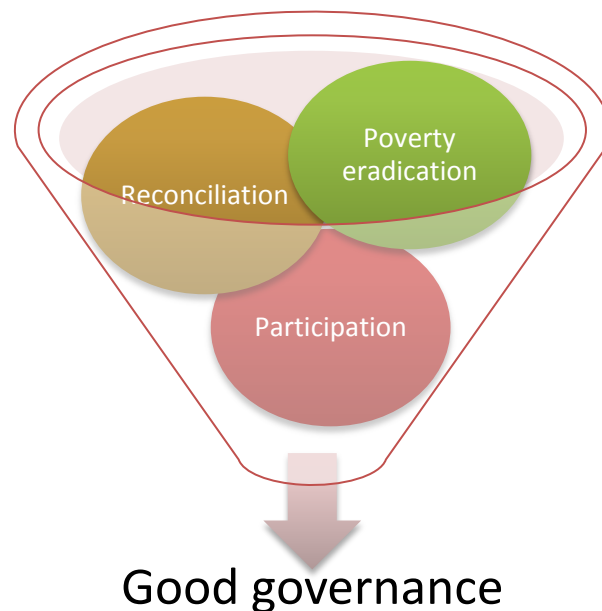 Poverty
eradication
Reconciliation
Participation
Good governance